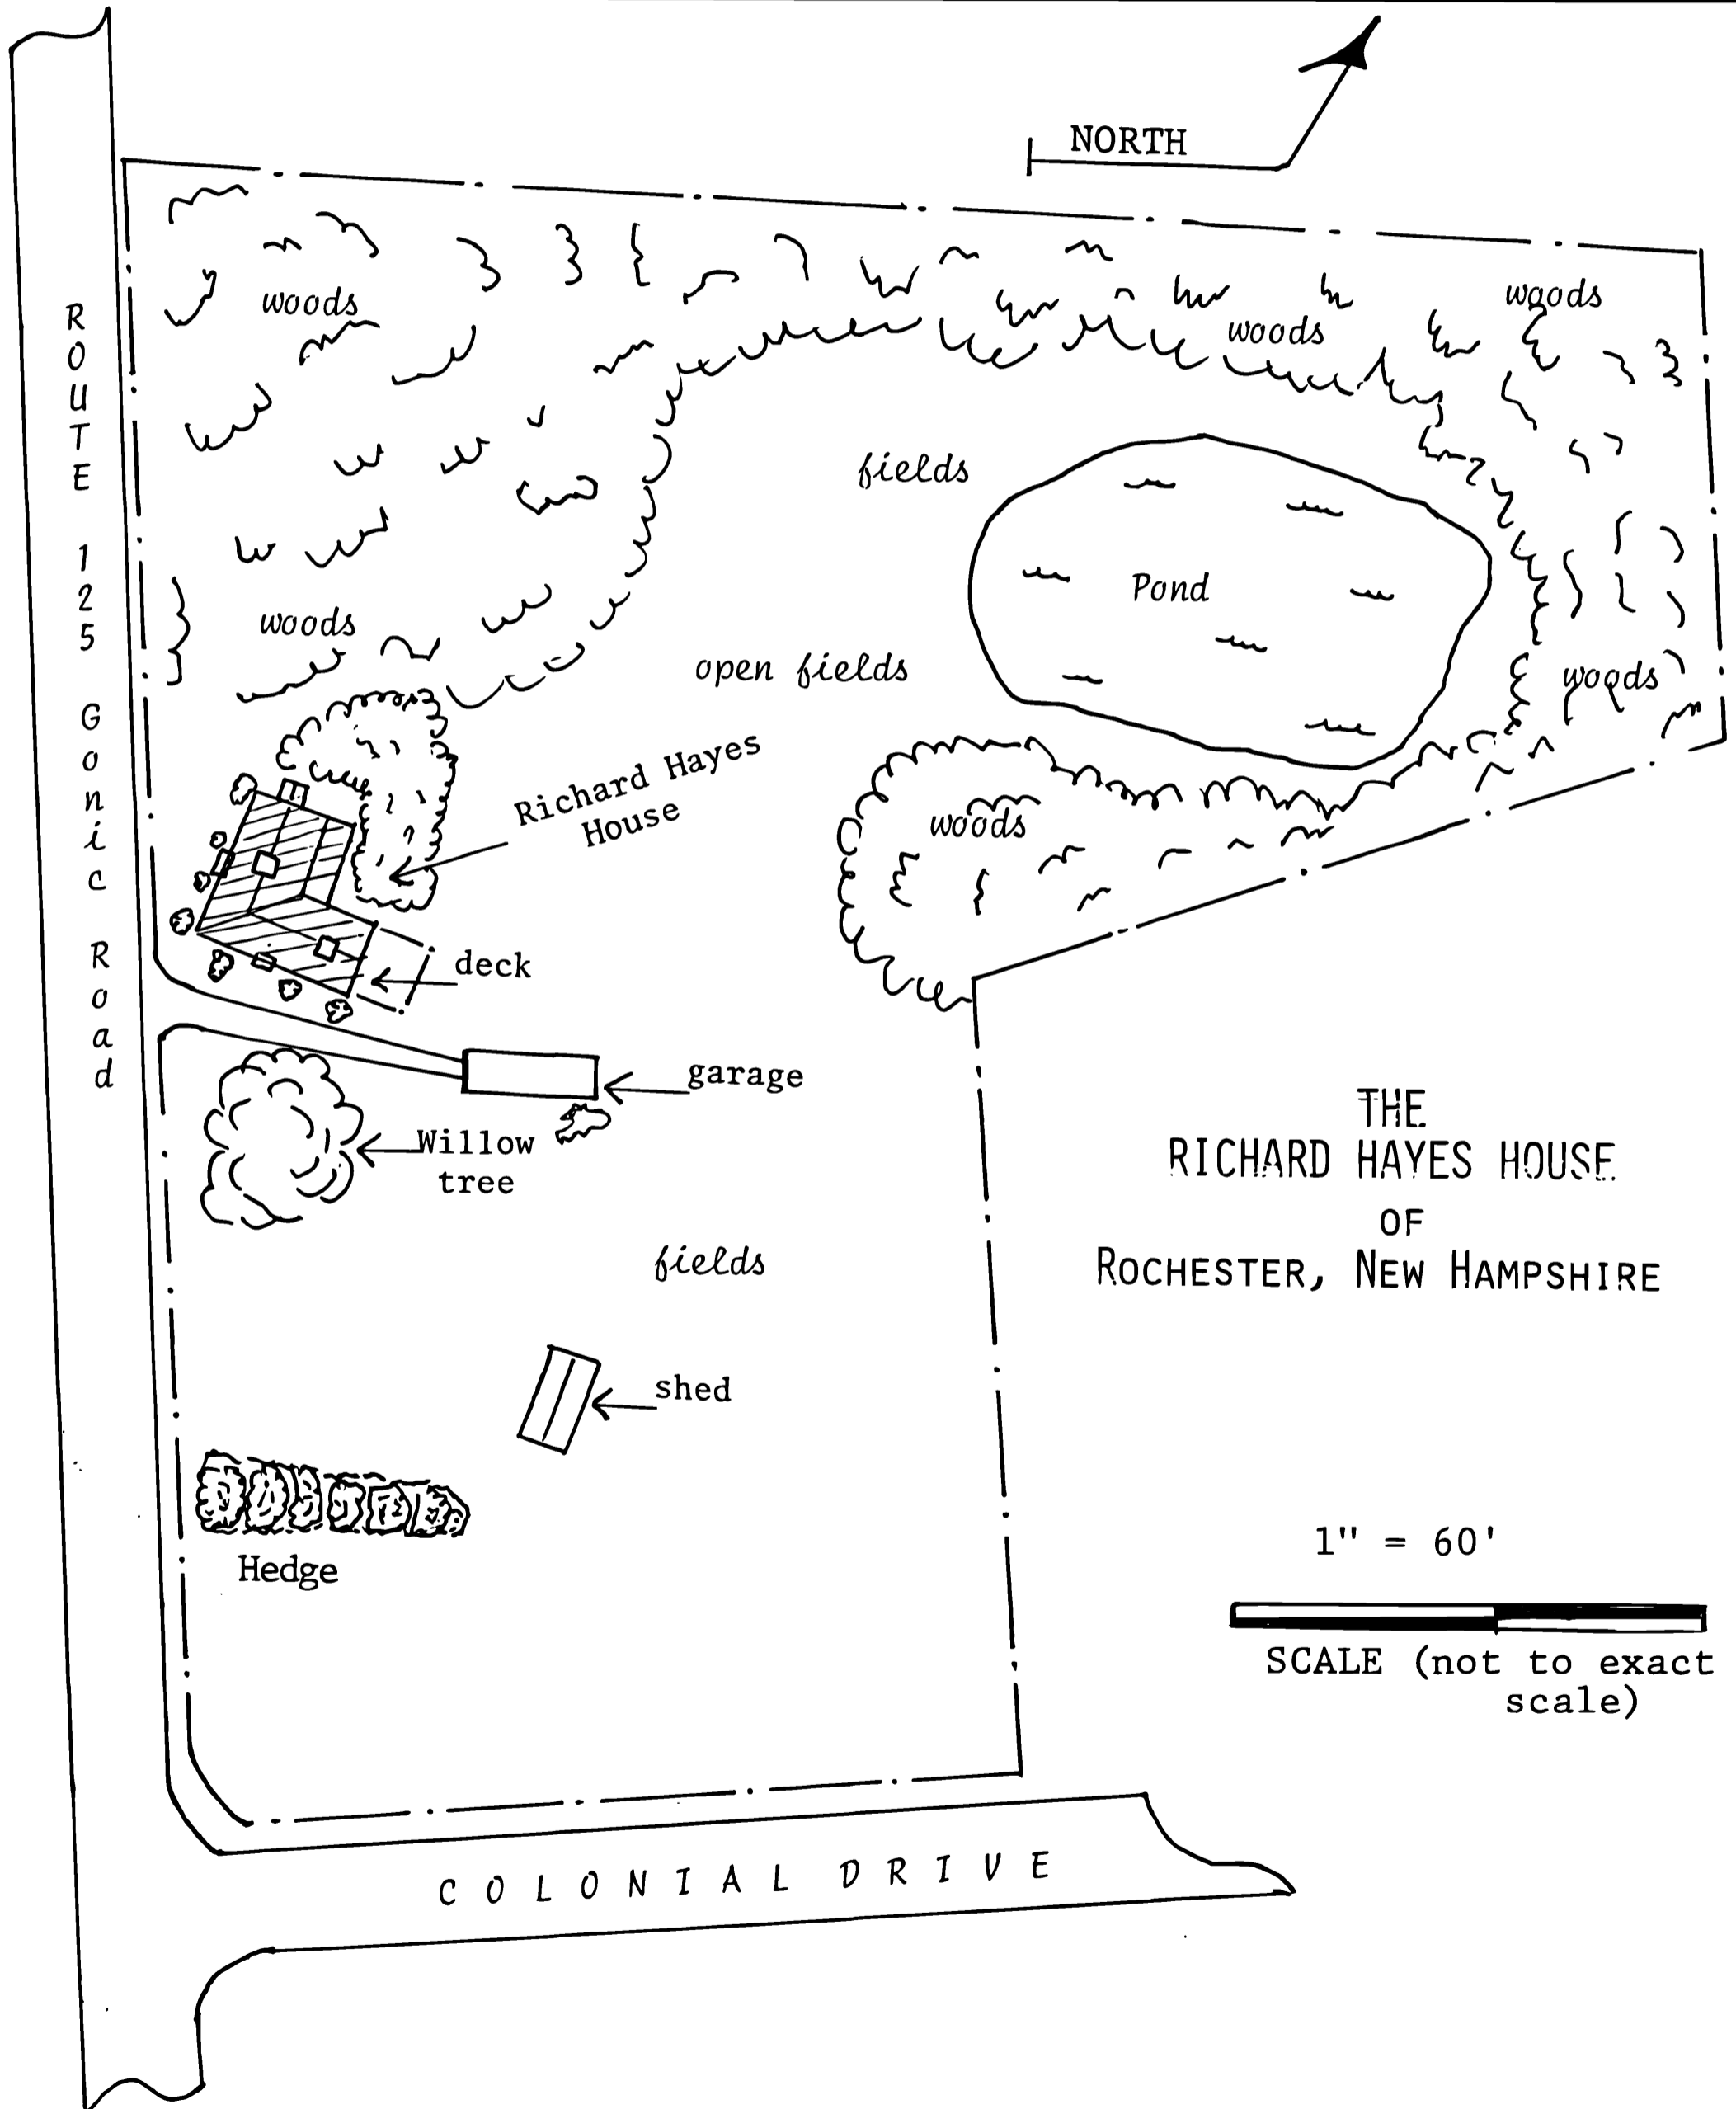 NORTH
woods
woods
woods
ROUTE 125 Gonic Road
fields
Pond
woods
open fields
woods
Richard Hayes
House
woods
deck
garage
Willow
tree
THE
RICHARD HAYES HOUSE
OF
ROCHESTER, NEW HAMPSHIRE
fields
shed
Hedge
1" = 60'
SCALE (not to exact
scale)
COLONIAL DRIVE